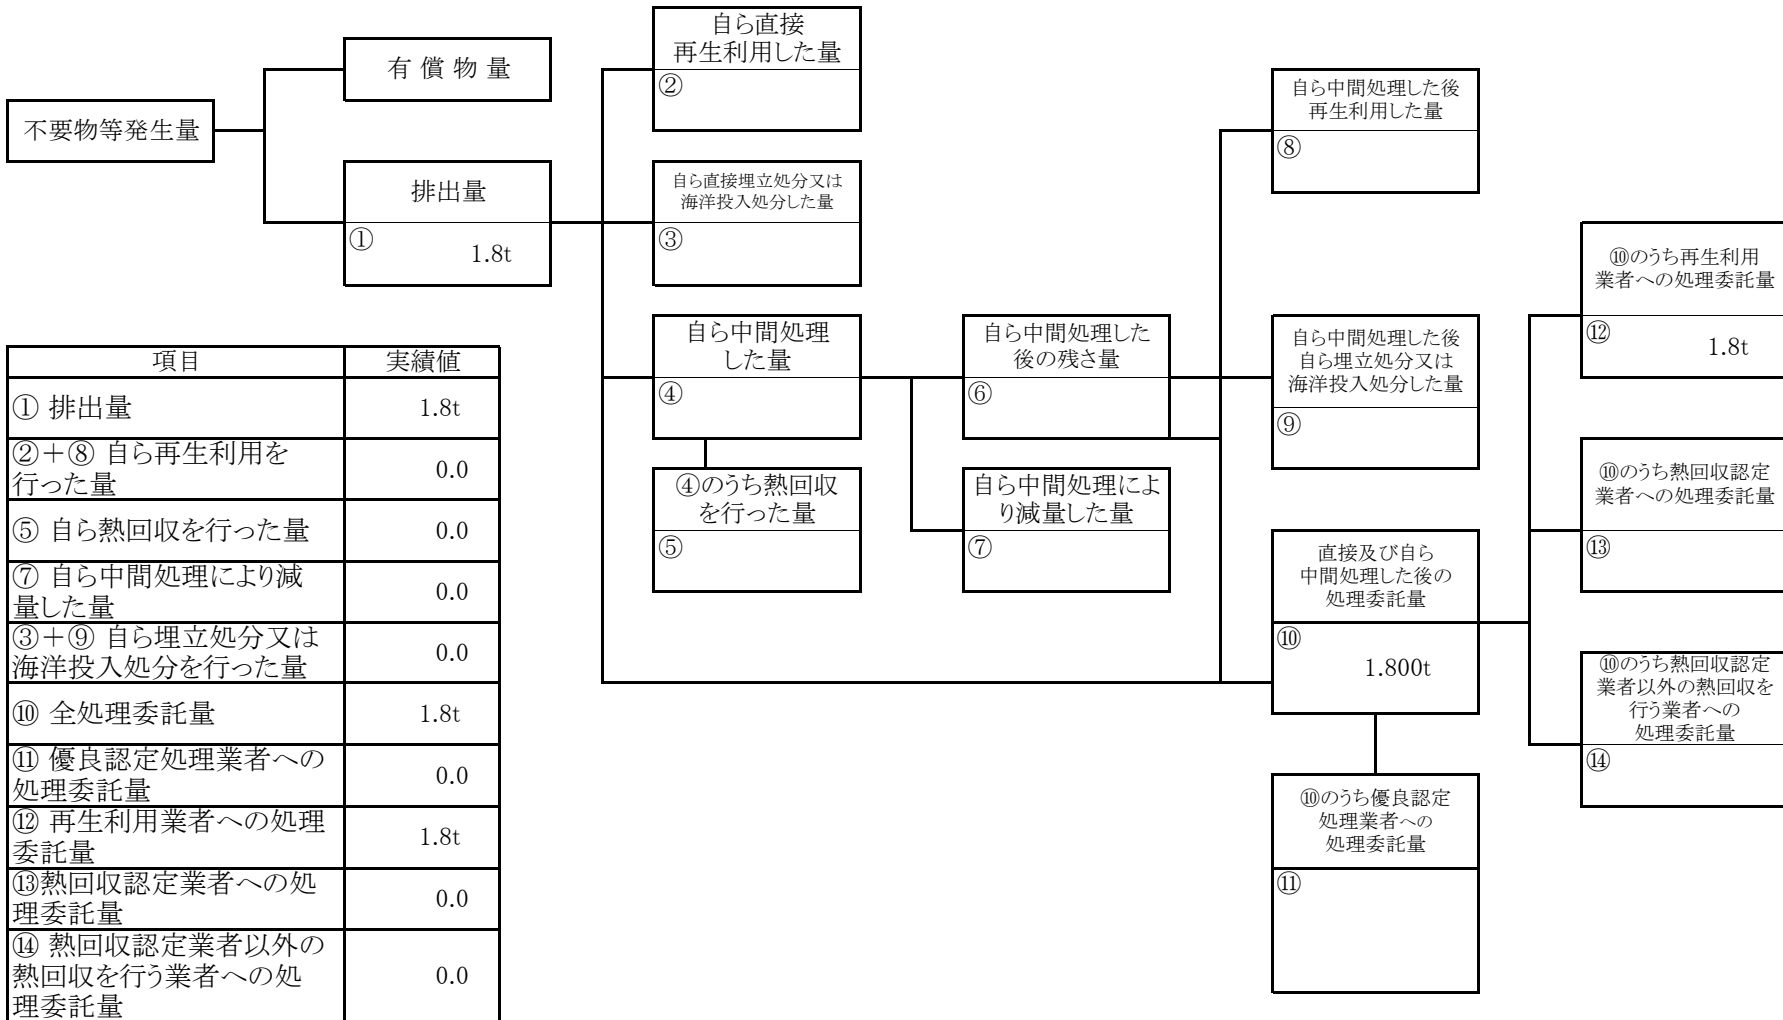 不要物等発生量
有 償 物 量
排出量
①
1.8t
自ら直接
再生利用した量
②
自ら直接埋立処分又は
海洋投入処分した量
③
自ら中間処理
した量
④
④のうち熱回収
を行った量
⑤
自ら中間処理した
後の残さ量
⑥
自ら中間処理によ
り減量した量
⑦
自ら中間処理した後
再生利用した量
⑧
自ら中間処理した後
自ら埋立処分又は
海洋投入処分した量
⑨
直接及び自ら
中間処理した後の
処理委託量
⑩
1.800t
⑩のうち優良認定
処理業者への
処理委託量
⑪
⑩のうち再生利用
業者への処理委託量
⑫
1.8t
⑩のうち熱回収認定
業者への処理委託量
⑬
⑩のうち熱回収認定
業者以外の熱回収を
行う業者への
処理委託量
⑭
項目 実績値
① 排出量 1.8t
②+⑧ 自ら再生利用を
行った量 0.0
⑤ 自ら熱回収を行った量 0.0
⑦ 自ら中間処理により減
量した量 0.0
③+⑨ 自ら埋立処分又は
海洋投入処分を行った量 0.0
⑩ 全処理委託量 1.8t
⑪ 優良認定処理業者への
処理委託量 0.0
⑫ 再生利用業者への処理
委託量 1.8t
⑬熱回収認定業者への処
理委託量 0.0
⑭ 熱回収認定業者以外の
熱回収を行う業者への処
理委託量 0.0